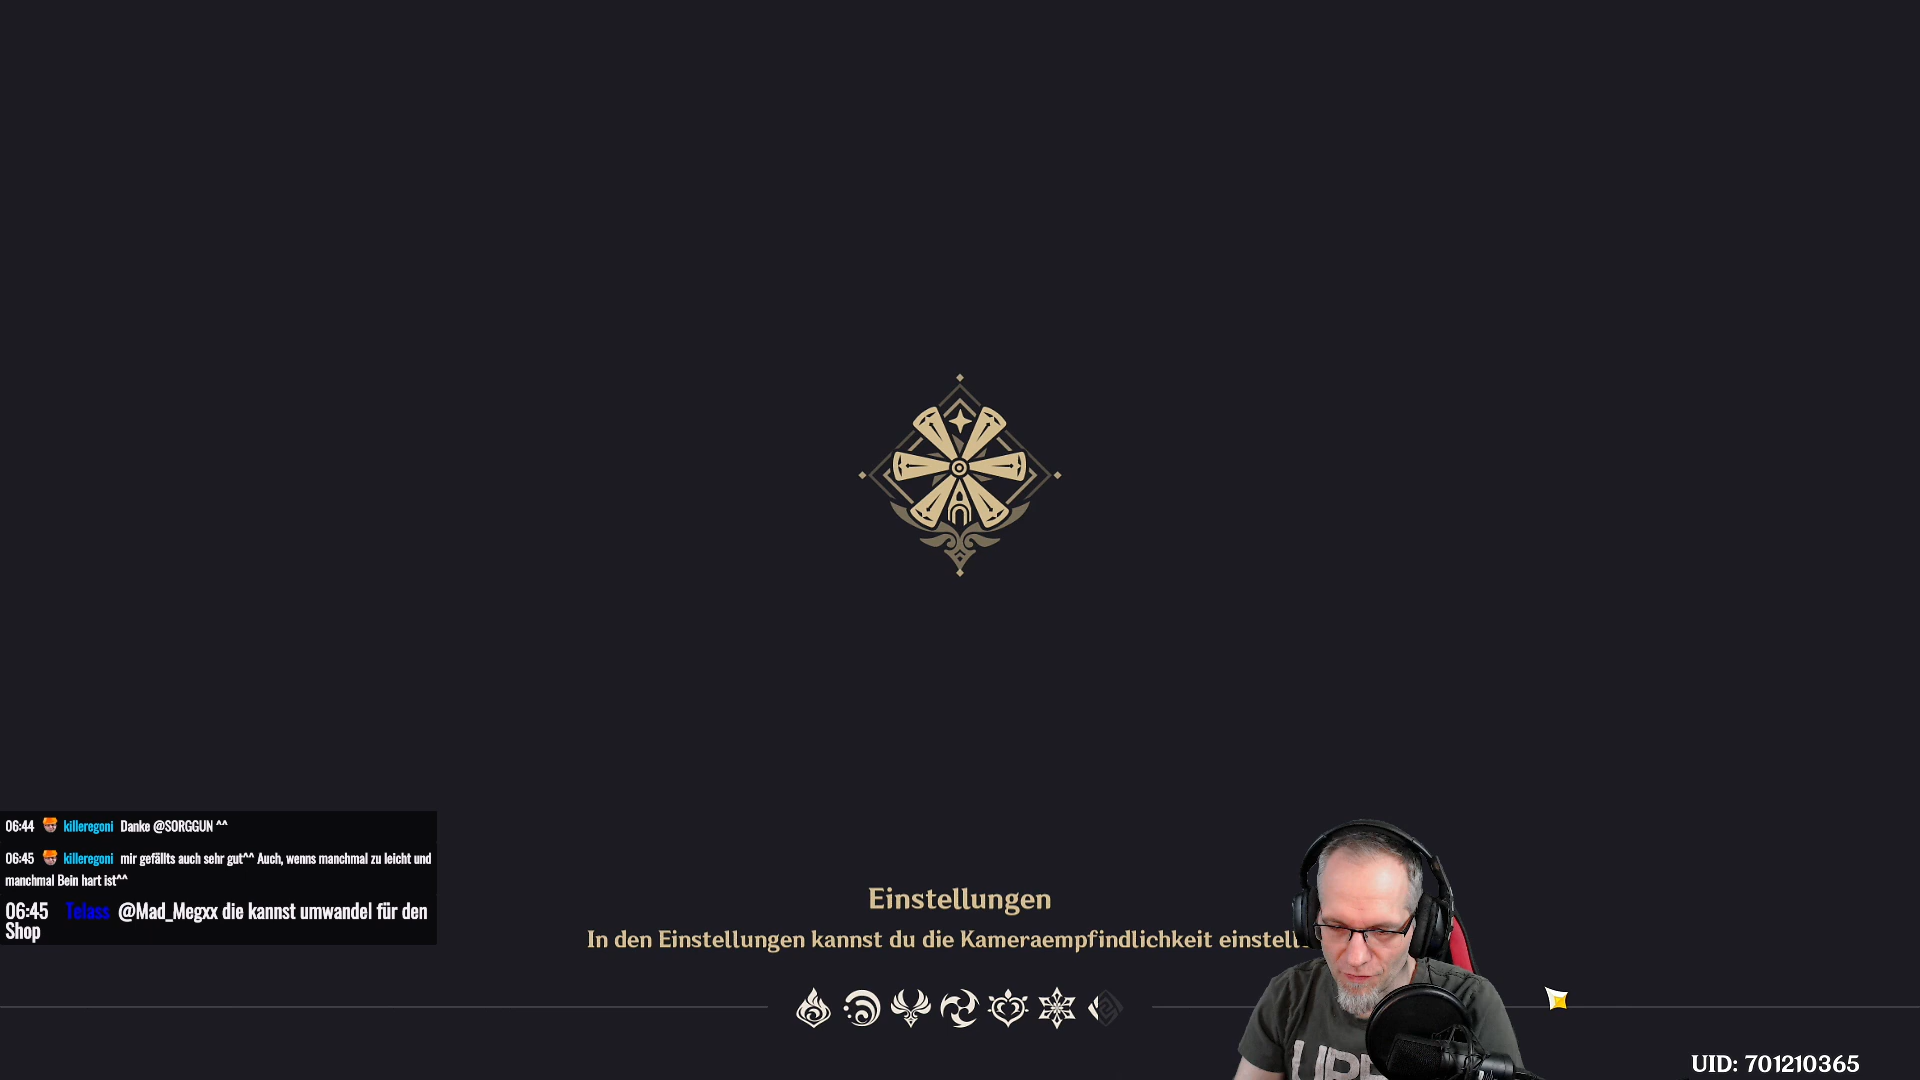 06:44 killeregoni Danke @SORGGUN ^^
06:45 killeregoni mir gefällts auch sehr gut^^ Auch, wenns manchmal zu leicht und
manchmal Bein hart ist^^
06:45 Telass @Mad_Megxx die kannst umwandel für den
Shop
Einstellungen
In den Einstellungen kannst du die Kameraempfindlichkeit einstell
UID: 701210365